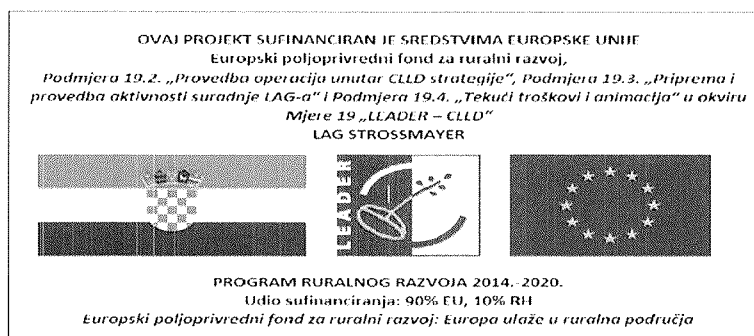 OVAJ PROJEKT SUFINANCIRAN JE SREDSTVIMA EUROPSKE UNIJE
Europski poljoprivredni fond za ruralni razvoj,
Podmjera 19.2. „Provedba operacija unutar CLLD strategije“, Podmjera 19.3. „Priprema i
provedba aktivnosti suradnje LAG-a“ i Podmjera 19.4. „Tekući troškovi i animacija“ u okviru
Mjere 19 „LEADER – CLLD“
LAG STROSSMAYER
LEADER
PROGRAM RURALNOG RAZVOJA 2014.-2020.
Udio sufinanciranja: 90% EU, 10% RH
Europski poljoprivredni fond za ruralni razvoj: Europa ulaže u ruralna područja